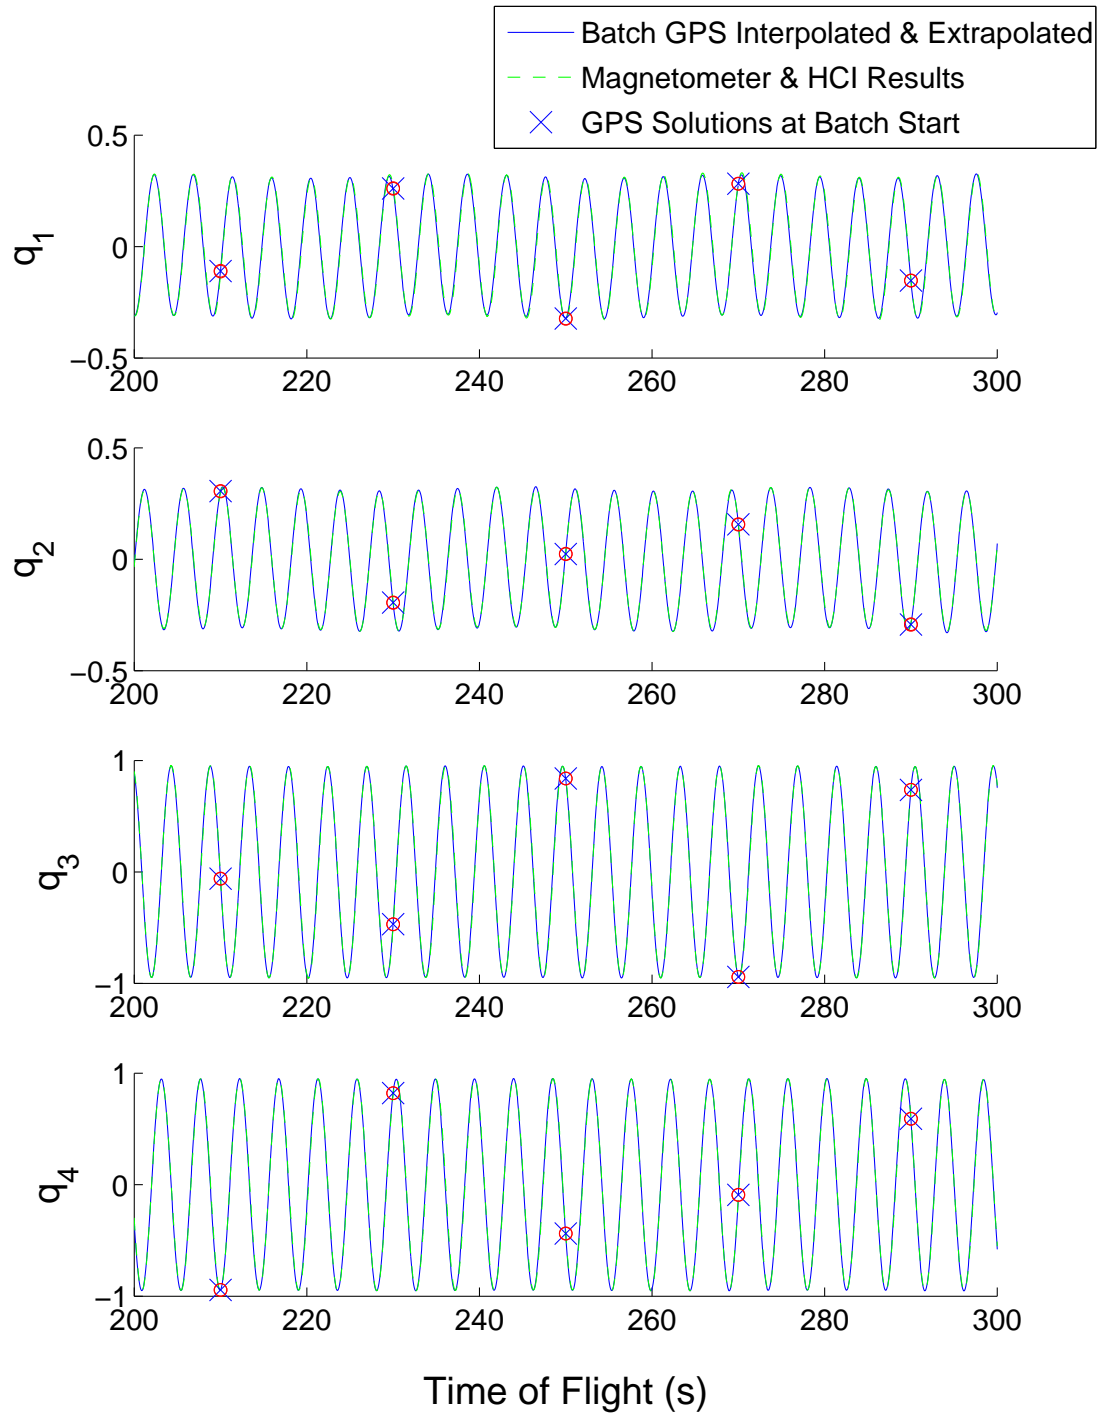 Batch GPS Interpolated & Extrapolated
Magnetometer & HCI Results
GPS Solutions at Batch Start
0.5
0
−0.5
q1
200 220 240 260 280 300
0.5
0
−0.5
q2
200 220 240 260 280 300
1
0
−1
q3
200 220 240 260 280 300
1
0
−1
q4
200 220 240 260 280 300
Time of Flight (s)